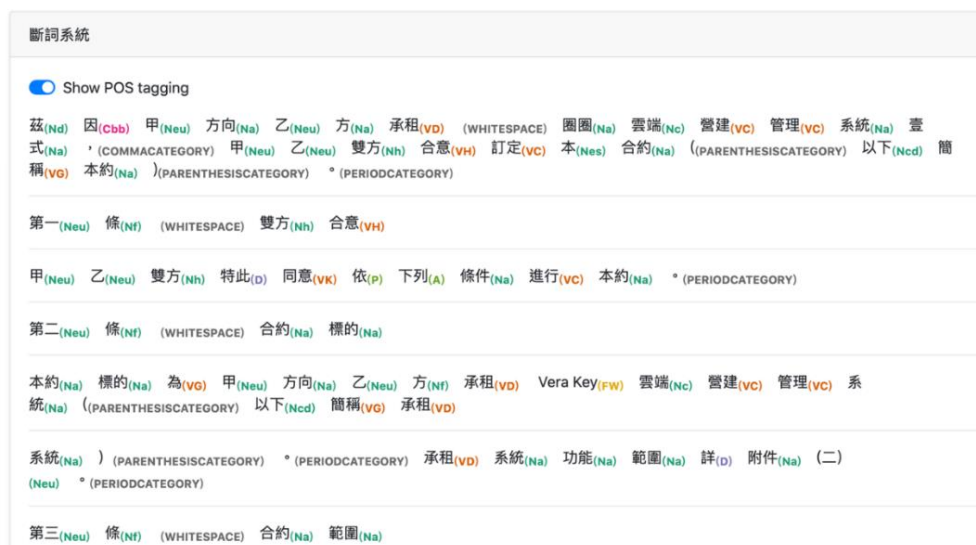 斷詞系統
Show POS tagging
茲(Nd) 因(Cbb) 甲(Neu) 方向(Na) 乙(Neu) 方(Na) 承租(VD) (WHITESPACE) 圈圈(Na) 雲端(Nc) 營建(VC) 管理(VC) 系統(Na) 壹
式(Na) ，(COMMACATEGORY) 甲(Neu) 乙(Neu) 雙方(Nh) 合意(VH) 訂定(VC) 本(Nes) 合約(Na) ((PARENTHESISCATEGORY) 以下(Ncd) 簡
稱(VG) 本約(Na) )(PARENTHESISCATEGORY) 。(PERIODCATEGORY)
第一(Neu) 條(Nf) (WHITESPACE) 雙方(Nh) 合意(VH)
甲(Neu) 乙(Neu) 雙方(Nh) 特此(D) 同意(VK) 依(P) 下列(A) 條件(Na) 進行(VC) 本約(Na) 。(PERIODCATEGORY)
第二(Neu) 條(Nf) (WHITESPACE) 合約(Na) 標的(Na)
本約(Na) 標的(Na) 為(VG) 甲(Neu) 方向(Na) 乙(Neu) 方(Nf) 承租(VD) Vera Key(FW) 雲端(Nc) 營建(VC) 管理(VC) 系
統(Na) ((PARENTHESISCATEGORY) 以下(Ncd) 簡稱(VG) 承租(VD)
系統(Na) ) (PARENTHESISCATEGORY) 。(PERIODCATEGORY) 承租(VD) 系統(Na) 功能(Na) 範圍(Na) 詳(D) 附件(Na) (二)
(Neu) 。(PERIODCATEGORY)
第三(Neu) 條(Nf) (WHITESPACE) 合約(Na) 範圍(Na)